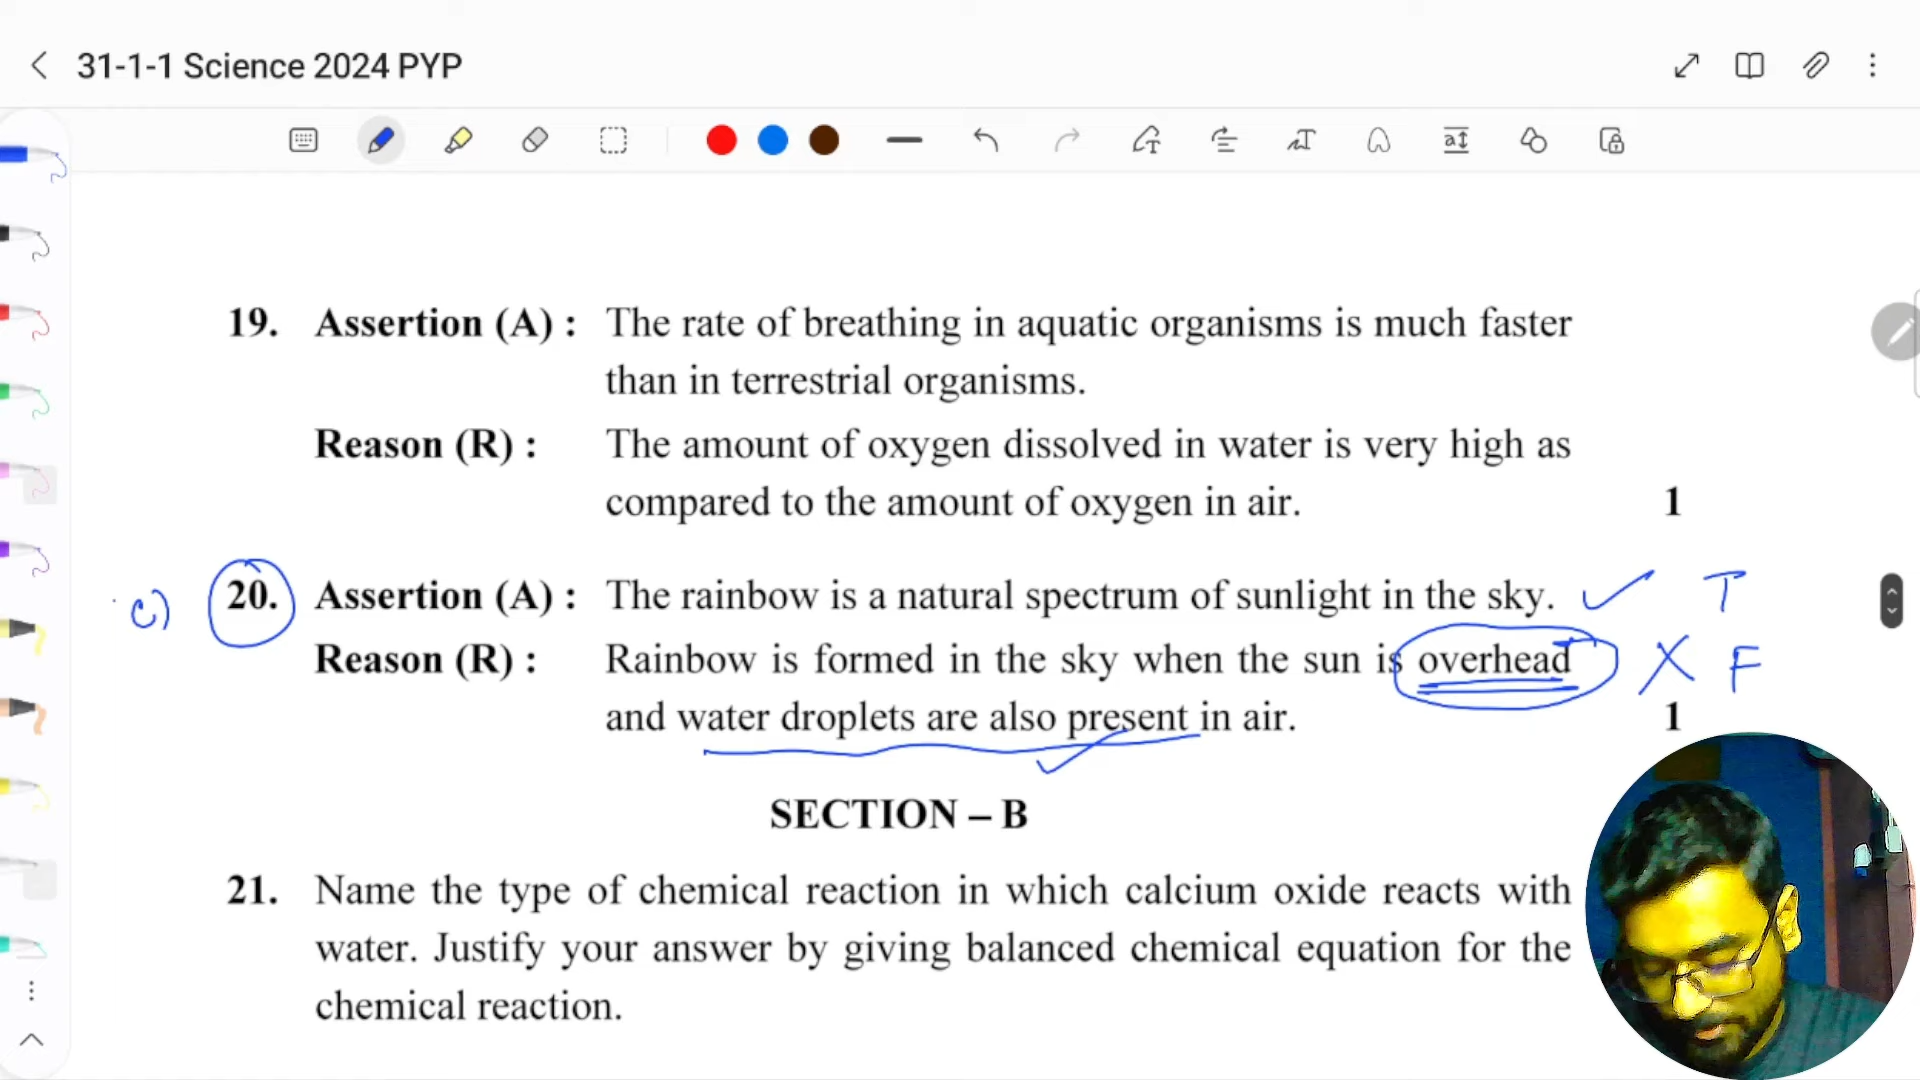 31-1-1 Science 2024 PYP
19. Assertion (A) : The rate of breathing in aquatic organisms is much faster
than in terrestrial organisms.
Reason (R) : The amount of oxygen dissolved in water is very high as
compared to the amount of oxygen in air. 1
c) 20. Assertion (A) : The rainbow is a natural spectrum of sunlight in the sky. T
Reason (R) : Rainbow is formed in the sky when the sun is overhead F
and water droplets are also present in air. 1
SECTION – B
21. Name the type of chemical reaction in which calcium oxide reacts with
water. Justify your answer by giving balanced chemical equation for the
chemical reaction.